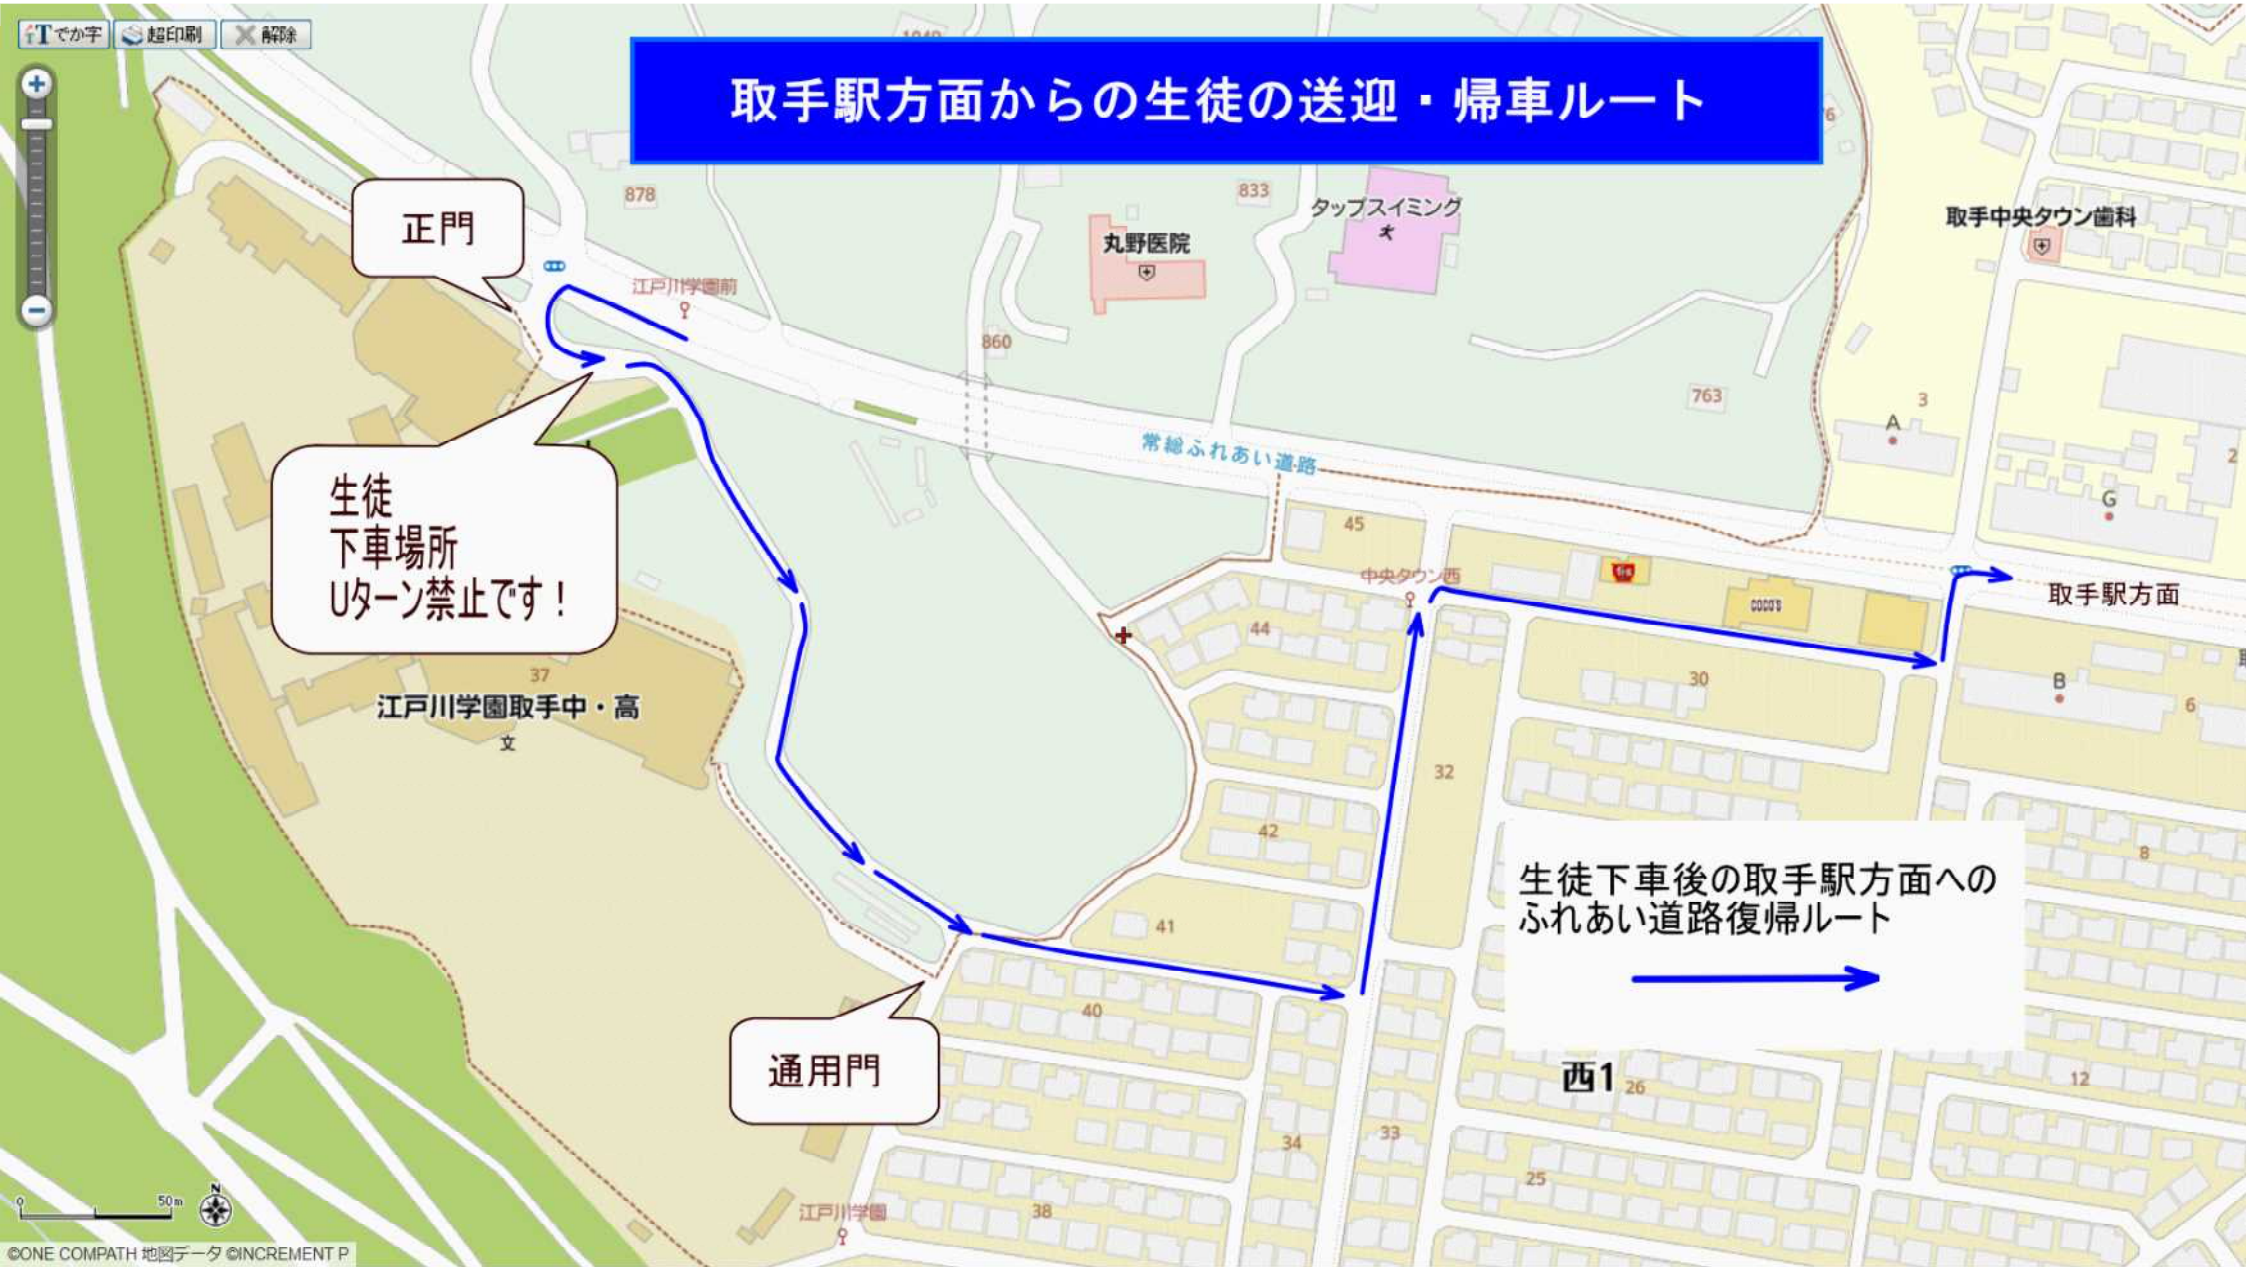 でか字
超印刷
解除
取手駅方面からの生徒の送迎・帰車ルート
878
833
タップスイミング
取手中央タウン歯科
正門
丸野医院
江戸川学園前
860
763
3
A
常総ふれあい道路
2
G
生徒
下車場所
Uターン禁止です！
45
中央タウン西
COCO'S
取手駅方面
44
37
30
B
6
江戸川学園取手中・高
文
32
42
8
生徒下車後の取手駅方面への
ふれあい道路復帰ルート
41
40
通用門
西1
26
12
34
33
25
江戸川学園
38
0
50m
N
©ONE COMPATH 地図データ ©INCREMENT P